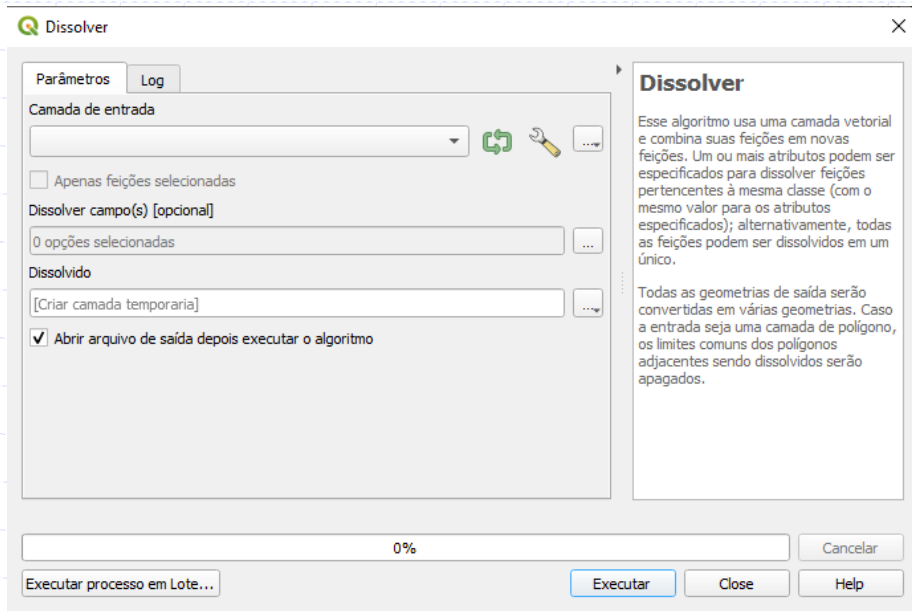 Dissolver
Parâmetros
Log
Camada de entrada
...
Apenas feições selecionadas
Dissolver campo(s) [opcional]
0 opções selecionadas
...
Dissolvido
[Criar camada temporaria]
...
Abrir arquivo de saída depois executar o algoritmo
Dissolver
Esse algoritmo usa uma camada vetorial
e combina suas feições em novas
feições. Um ou mais atributos podem ser
especificados para dissolver feições
pertencentes à mesma classe (com o
mesmo valor para os atributos
especificados); alternativamente, todas
as feições podem ser dissolvidos em um
único.
Todas as geometrias de saída serão
convertidas em várias geometrias. Caso
a entrada seja uma camada de polígono,
os limites comuns dos polígonos
adjacentes sendo dissolvidos serão
apagados.
0%
Cancelar
Executar processo em Lote...
Executar
Close
Help